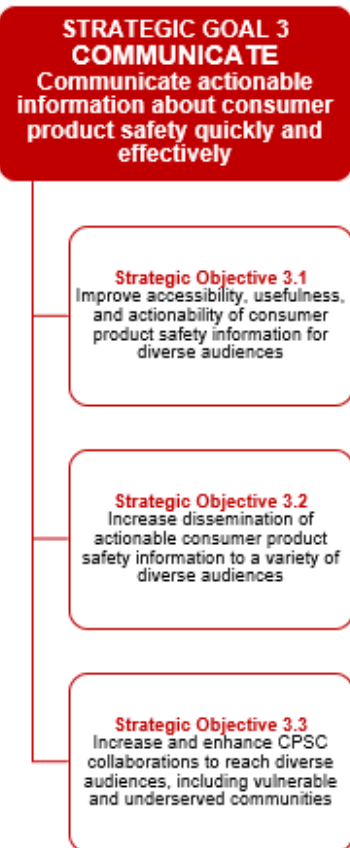 STRATEGIC GOAL 3
COMMUNICATE
Communicate actionable
information about consumer
product safety quickly and
effectively
Strategic Objective 3.1
Improve accessibility, usefulness,
and actionability of consumer
product safety information for
diverse audiences
Strategic Objective 3.2
Increase dissemination of
actionable consumer product
safety information to a variety of
diverse audiences
Strategic Objective 3.3
Increase and enhance CPSC
collaborations to reach diverse
audiences, including vulnerable
and underserved communities